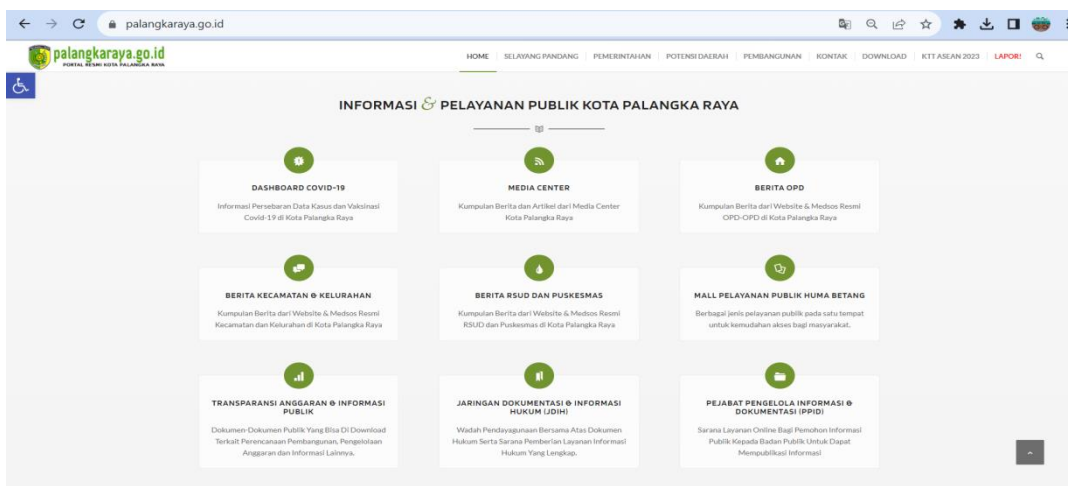 palangkaraya.go.id
palangkaraya.go.id
PORTAL RESMI KOTA PALANGKA RAYA
HOME SELAYANG PANDANG PEMERINTAHAN POTENSI DAERAH PEMBANGUNAN KONTAK DOWNLOAD KTT ASEAN 2023 LAPOR!
INFORMASI & PELAYANAN PUBLIK KOTA PALANGKA RAYA
DASHBOARD COVID-19
Informasi Persebaran Data Kasus dan Vaksinasi
Covid-19 di Kota Palangka Raya
MEDIA CENTER
Kumpulan Berita dan Artikel dari Media Center
Kota Palangka Raya
BERITA OPD
Kumpulan Berita dari Website & Medsos Resmi
OPD-OPD di Kota Palangka Raya
BERITA KECAMATAN & KELURAHAN
Kumpulan Berita dari Website & Medsos Resmi
Kecamatan dan Kelurahan di Kota Palangka Raya
BERITA RSUD DAN PUSKESMAS
Kumpulan Berita dari Website & Medsos Resmi
RSUD dan Puskesmas di Kota Palangka Raya
MALL PELAYANAN PUBLIK HUMA BETANG
Berbagai jenis pelayanan publik pada satu tempat
untuk kemudahan akses bagi masyarakat.
TRANSPARANSI ANGGARAN & INFORMASI
PUBLIK
Dokumen-Dokumen Publik Yang Bisa Di Download
Terkait Perencanaan Pembangunan, Pengelolaan
Anggaran dan Informasi Lainnya.
JARINGAN DOKUMENTASI & INFORMASI
HUKUM (JDIH)
Wadah Pendayagunaan Bersama Atas Dokumen
Hukum Serta Sarana Pemberian Layanan Informasi
Hukum Yang Lengkap.
PEJABAT PENGELOLA INFORMASI &
DOKUMENTASI (PPID)
Sarana Layanan Online Bagi Pemohon Informasi
Publik Kepada Badan Publik Untuk Dapat
Mempublikasi Informasi